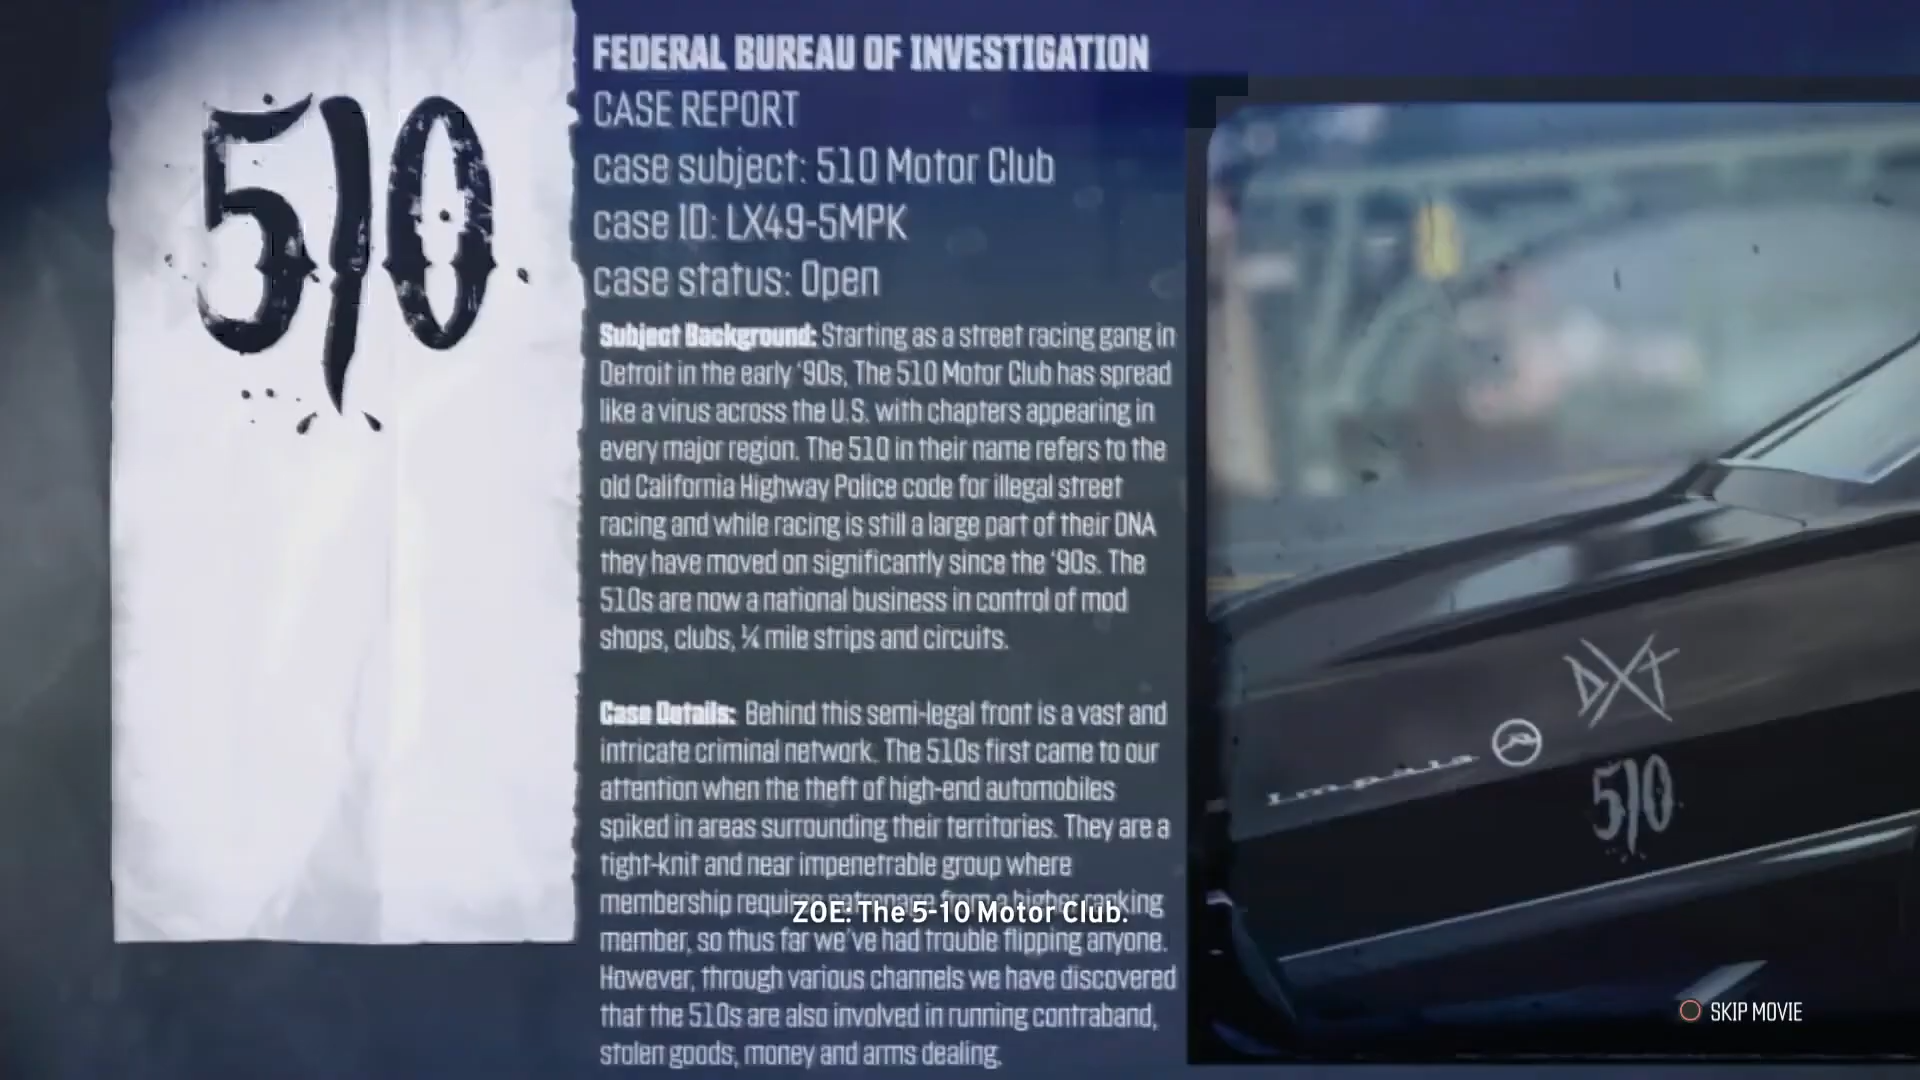 510
FEDERAL BUREAU OF INVESTIGATION
CASE REPORT
case subject: 510 Motor Club
case ID: LX49-5MPK
case status: Open
Subject Background: Starting as a street racing gang in
Detroit in the early '90s, The 510 Motor Club has spread
like a virus across the U.S. with chapters appearing in
every major region. The 510 in their name refers to the
old California Highway Police code for illegal street
racing and while racing is still a large part of their DNA
they have moved on significantly since the '90s. The
510s are now a national business in control of mod
shops, clubs, ¼ mile strips and circuits.
Case Details: Behind this semi-legal front is a vast and
intricate criminal network. The 510s first came to our
attention when the theft of high-end automobiles
spiked in areas surrounding their territories. They are a
tight-knit and near impenetrable group where
membership requires patronage from a higher ranking
ZOE: The 5-10 Motor Club.
member, so thus far we've had trouble flipping anyone.
However, through various channels we have discovered
that the 510s are also involved in running contraband,
stolen goods, money and arms dealing.
DXT
Impala
510
SKIP MOVIE